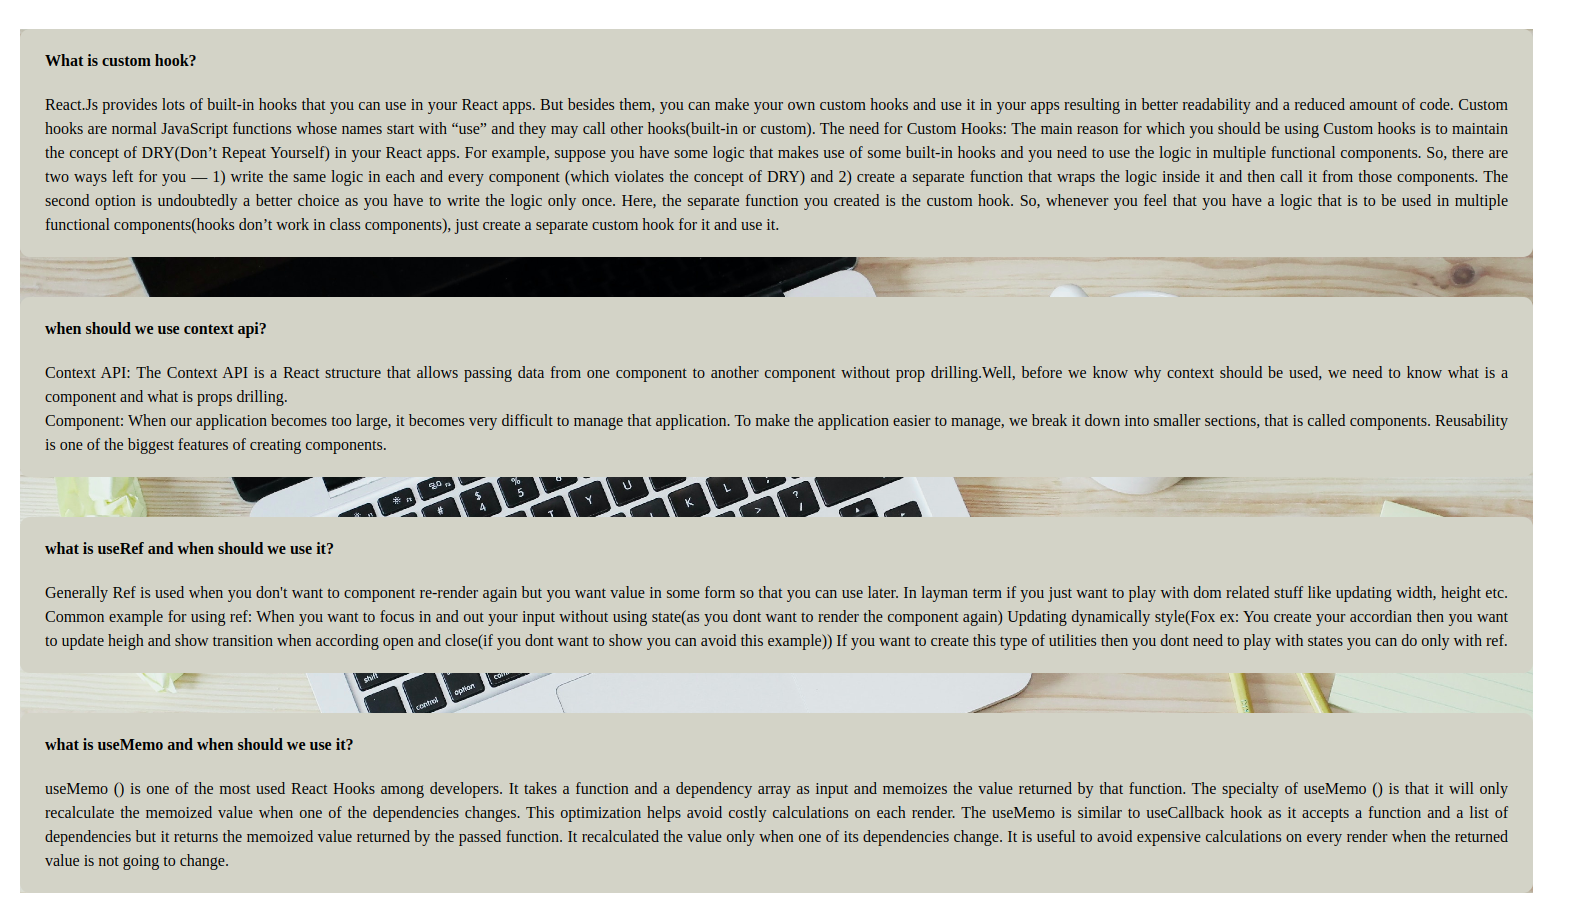 What is custom hook?
React.Js provides lots of built-in hooks that you can use in your React apps. But besides them, you can make your own custom hooks and use it in your apps resulting in better readability and a reduced amount of code. Custom
hooks are normal JavaScript functions whose names start with “use” and they may call other hooks(built-in or custom). The need for Custom Hooks: The main reason for which you should be using Custom hooks is to maintain
the concept of DRY(Don’t Repeat Yourself) in your React apps. For example, suppose you have some logic that makes use of some built-in hooks and you need to use the logic in multiple functional components. So, there are
two ways left for you — 1) write the same logic in each and every component (which violates the concept of DRY) and 2) create a separate function that wraps the logic inside it and then call it from those components. The
second option is undoubtedly a better choice as you have to write the logic only once. Here, the separate function you created is the custom hook. So, whenever you feel that you have a logic that is to be used in multiple
functional components(hooks don’t work in class components), just create a separate custom hook for it and use it.
when should we use context api?
Context API: The Context API is a React structure that allows passing data from one component to another component without prop drilling.Well, before we know why context should be used, we need to know what is a
component and what is props drilling.
Component: When our application becomes too large, it becomes very difficult to manage that application. To make the application easier to manage, we break it down into smaller sections, that is called components. Reusability
is one of the biggest features of creating components.
% U L ?
$ 5 Y K > /
# 4 T
what is useRef and when should we use it?
Generally Ref is used when you don't want to component re-render again but you want value in some form so that you can use later. In layman term if you just want to play with dom related stuff like updating width, height etc.
Common example for using ref: When you want to focus in and out your input without using state(as you dont want to render the component again) Updating dynamically style(Fox ex: You create your accordian then you want
to update heigh and show transition when according open and close(if you dont want to show you can avoid this example)) If you want to create this type of utilities then you dont need to play with states you can do only with ref.
shift
control option
what is useMemo and when should we use it?
useMemo () is one of the most used React Hooks among developers. It takes a function and a dependency array as input and memoizes the value returned by that function. The specialty of useMemo () is that it will only
recalculate the memoized value when one of the dependencies changes. This optimization helps avoid costly calculations on each render. The useMemo is similar to useCallback hook as it accepts a function and a list of
dependencies but it returns the memoized value returned by the passed function. It recalculated the value only when one of its dependencies change. It is useful to avoid expensive calculations on every render when the returned
value is not going to change.